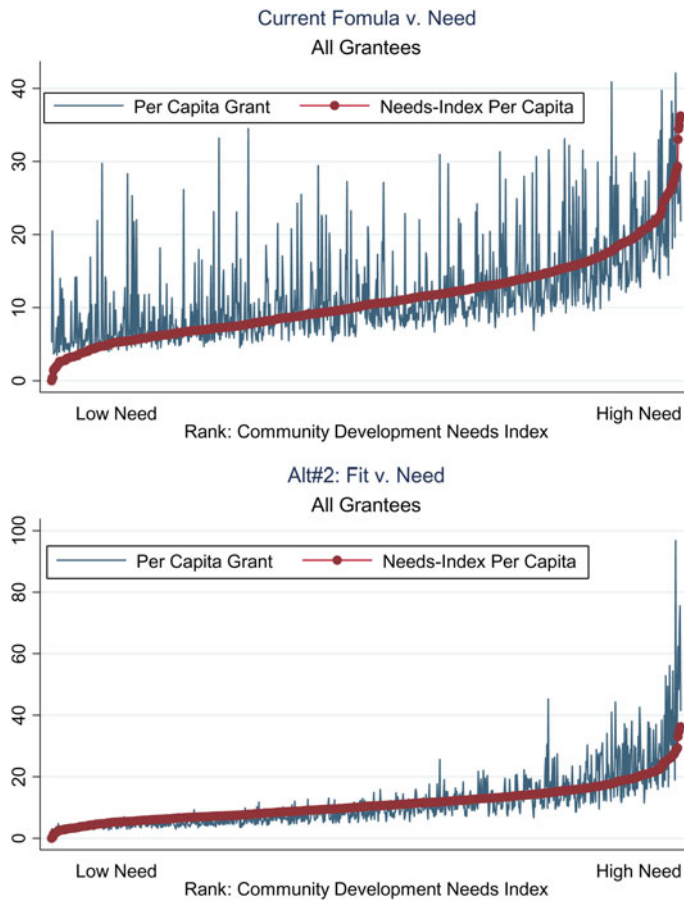 Current Fomula v. Need
All Grantees
Per Capita Grant
Needs-Index Per Capita
40
30
20
10
0
Low Need
High Need
Rank: Community Development Needs Index
Alt#2: Fit v. Need
All Grantees
100
Per Capita Grant
Needs-Index Per Capita
80
60
40
20
0
Low Need
High Need
Rank: Community Development Needs Index